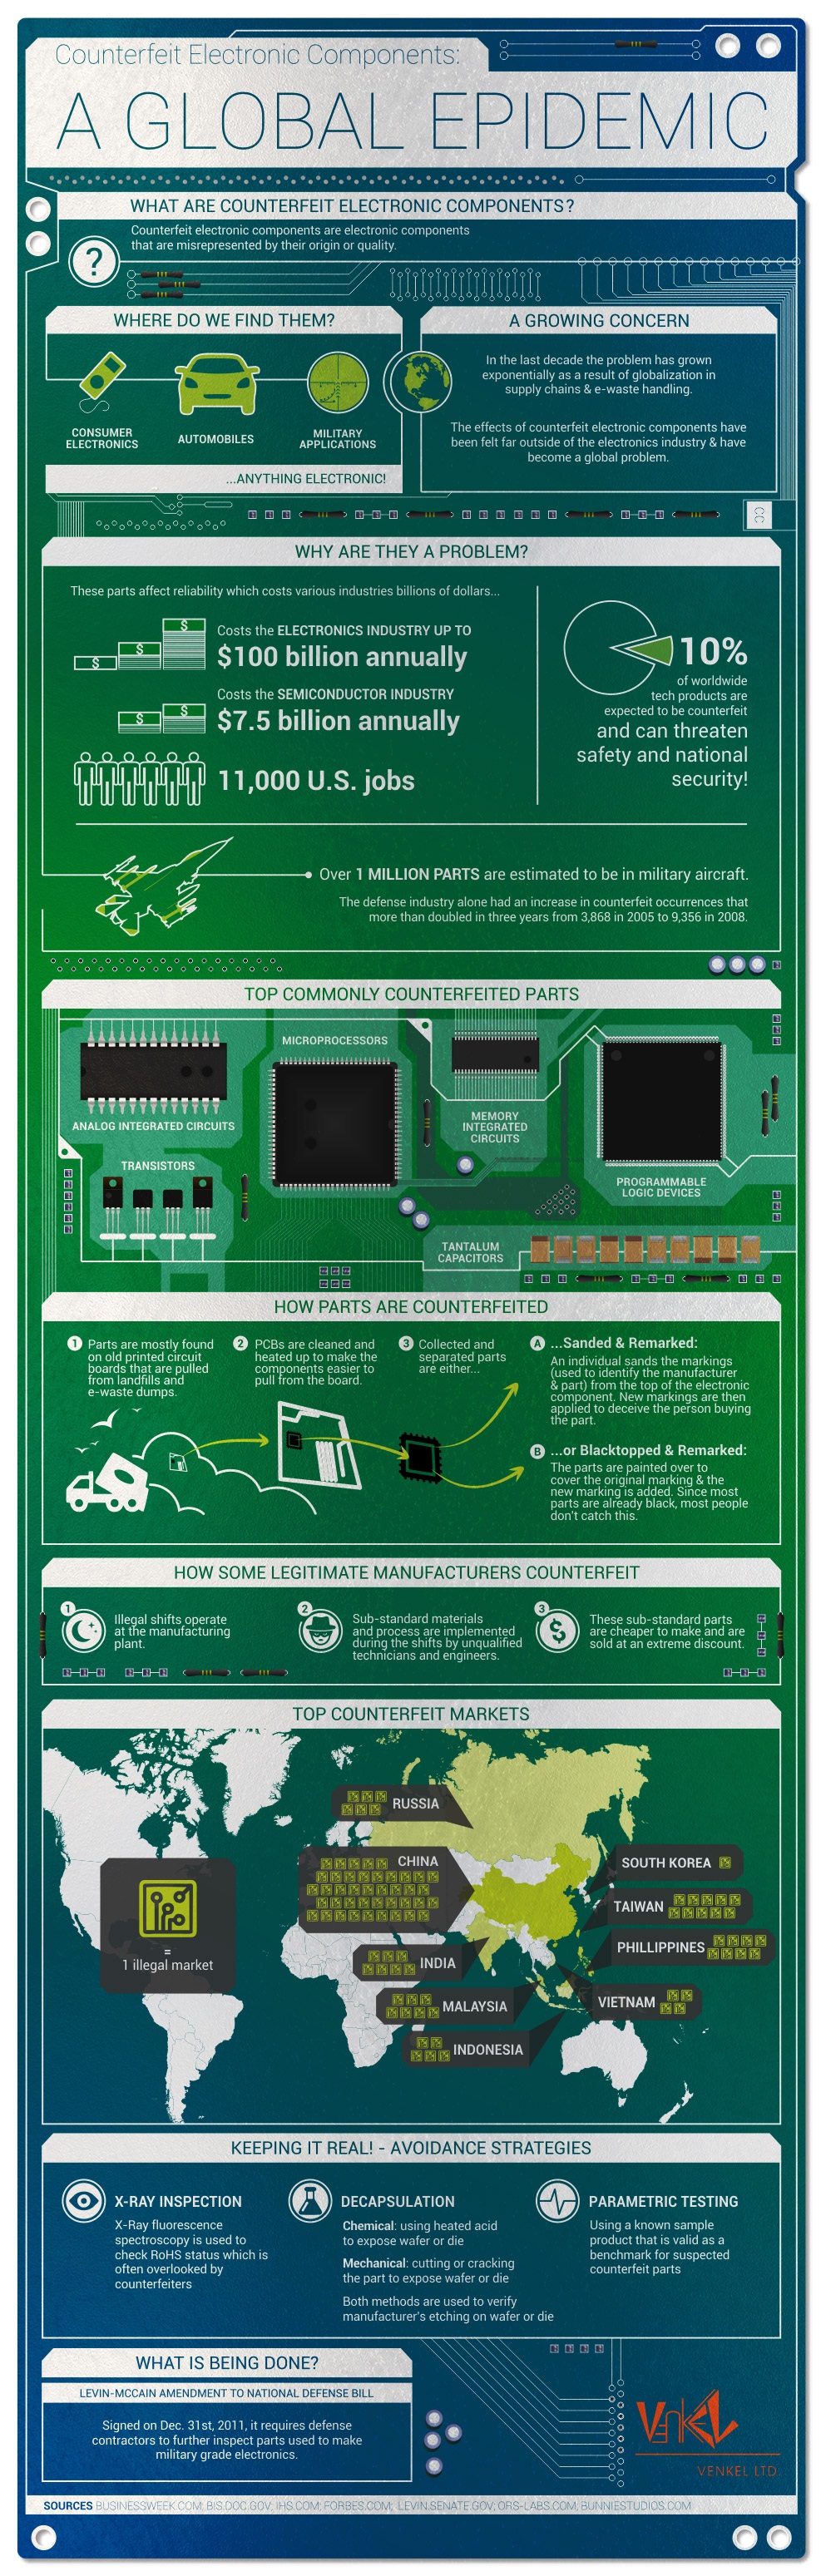 Counterfeit Electronic Components:
A GLOBAL EPIDEMIC
WHAT ARE COUNTERFEIT ELECTRONIC COMPONENTS?
Counterfeit electronic components are electronic components
that are misrepresented by their origin or quality.
?
WHERE DO WE FIND THEM?
CONSUMER
ELECTRONICS
AUTOMOBILES
MILITARY
APPLICATIONS
...ANYTHING ELECTRONIC!
A GROWING CONCERN
In the last decade the problem has grown
exponentially as a result of globalization in
supply chains & e-waste handling.
The effects of counterfeit electronic components have
been felt far outside of the electronics industry & have
become a global problem.
CC
WHY ARE THEY A PROBLEM?
These parts affect reliability which costs various industries billions of dollars...
$ $ $
Costs the ELECTRONICS INDUSTRY UP TO
$100 billion annually
$ $
Costs the SEMICONDUCTOR INDUSTRY
$7.5 billion annually
11,000 U.S. jobs
10%
of worldwide
tech products are
expected to be counterfeit
and can threaten
safety and national
security!
Over 1 MILLION PARTS are estimated to be in military aircraft.
The defense industry alone had an increase in counterfeit occurrences that
more than doubled in three years from 3,868 in 2005 to 9,356 in 2008.
TOP COMMONLY COUNTERFEITED PARTS
ANALOG INTEGRATED CIRCUITS
MICROPROCESSORS
MEMORY
INTEGRATED
CIRCUITS
PROGRAMMABLE
LOGIC DEVICES
TRANSISTORS
TANTALUM
CAPACITORS
HOW PARTS ARE COUNTERFEITED
1 Parts are mostly found
on old printed circuit
boards that are pulled
from landfills and
e-waste dumps.
2 PCBs are cleaned and
heated up to make the
components easier to
pull from the board.
3 Collected and
separated parts
are either...
A ...Sanded & Remarked:
An individual sands the markings
(used to identify the manufacturer
& part) from the top of the electronic
component. New markings are then
applied to deceive the person buying
the part.
B ...or Blacktopped & Remarked:
The parts are painted over to
cover the original marking & the
new marking is added. Since most
parts are already black, most people
don't catch this.
HOW SOME LEGITIMATE MANUFACTURERS COUNTERFEIT
1
Illegal shifts operate
at the manufacturing
plant.
2
Sub-standard materials
and process are implemented
during the shifts by unqualified
technicians and engineers.
3
$
These sub-standard parts
are cheaper to make and are
sold at an extreme discount.
TOP COUNTERFEIT MARKETS
RUSSIA
CHINA
SOUTH KOREA
TAIWAN
PHILLIPPINES
INDIA
MALAYSIA
VIETNAM
INDONESIA
=
1 illegal market
KEEPING IT REAL! - AVOIDANCE STRATEGIES
X-RAY INSPECTION
X-Ray fluorescence
spectroscopy is used to
check RoHS status which is
often overlooked by
counterfeiters
DECAPSULATION
Chemical: using heated acid
to expose wafer or die
Mechanical: cutting or cracking
the part to expose wafer or die
Both methods are used to verify
manufacturer's etching on wafer or die
PARAMETRIC TESTING
Using a known sample
product that is valid as a
benchmark for suspected
counterfeit parts
WHAT IS BEING DONE?
LEVIN-MCCAIN AMENDMENT TO NATIONAL DEFENSE BILL
Signed on Dec. 31st, 2011, it requires defense
contractors to further inspect parts used to make
military grade electronics.
VENKEL
VENKEL LTD.
SOURCES BUSINESSWEEK.COM; BIS.DOC.GOV; IHS.COM; FORBES.COM; LEVIN.SENATE.GOV; ORS-LABS.COM; BUNNIESTUDIOS.COM